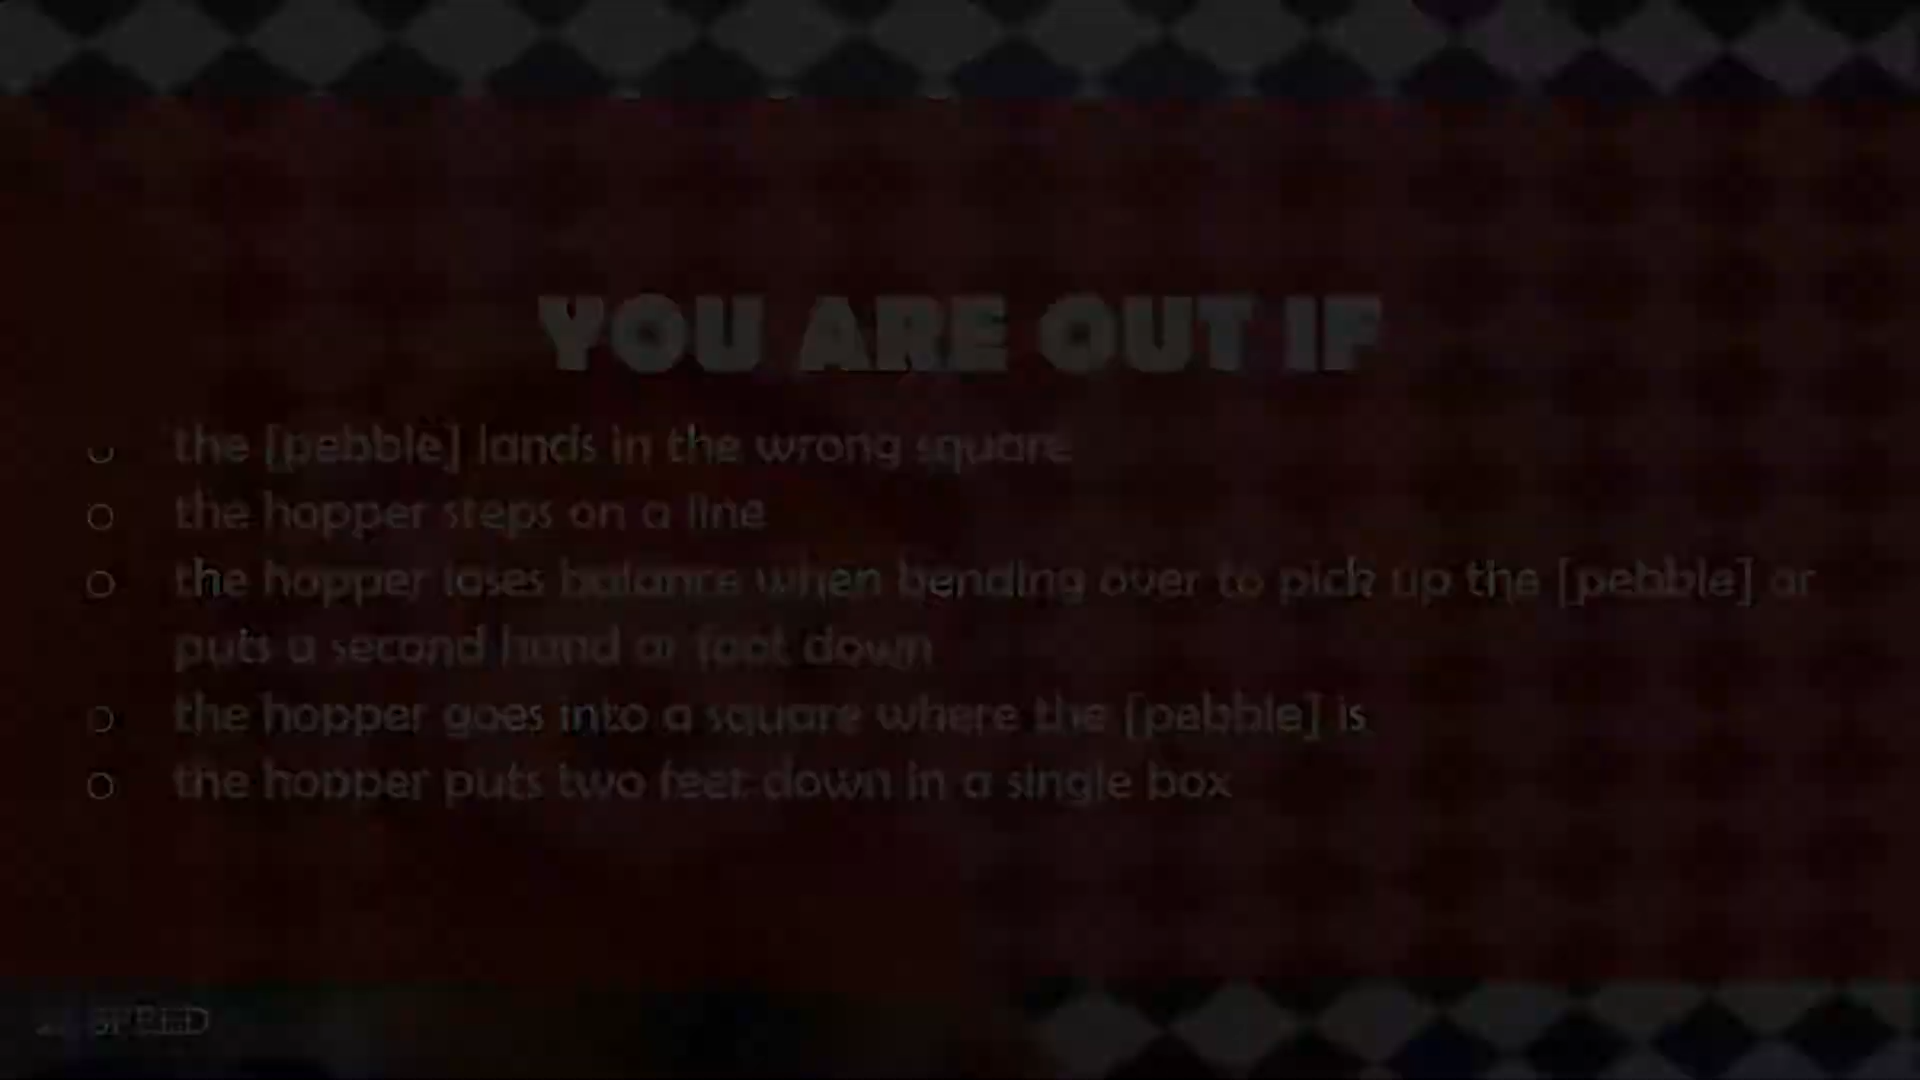 YOU ARE OUT IF
the [pebble] lands in the wrong square
the hopper steps on a line
the hopper loses balance when bending over to pick up the [pebble] or
puts a second hand or foot down
the hopper goes into a square where the [pebble] is
the hopper puts two feet down in a single box
SPEED